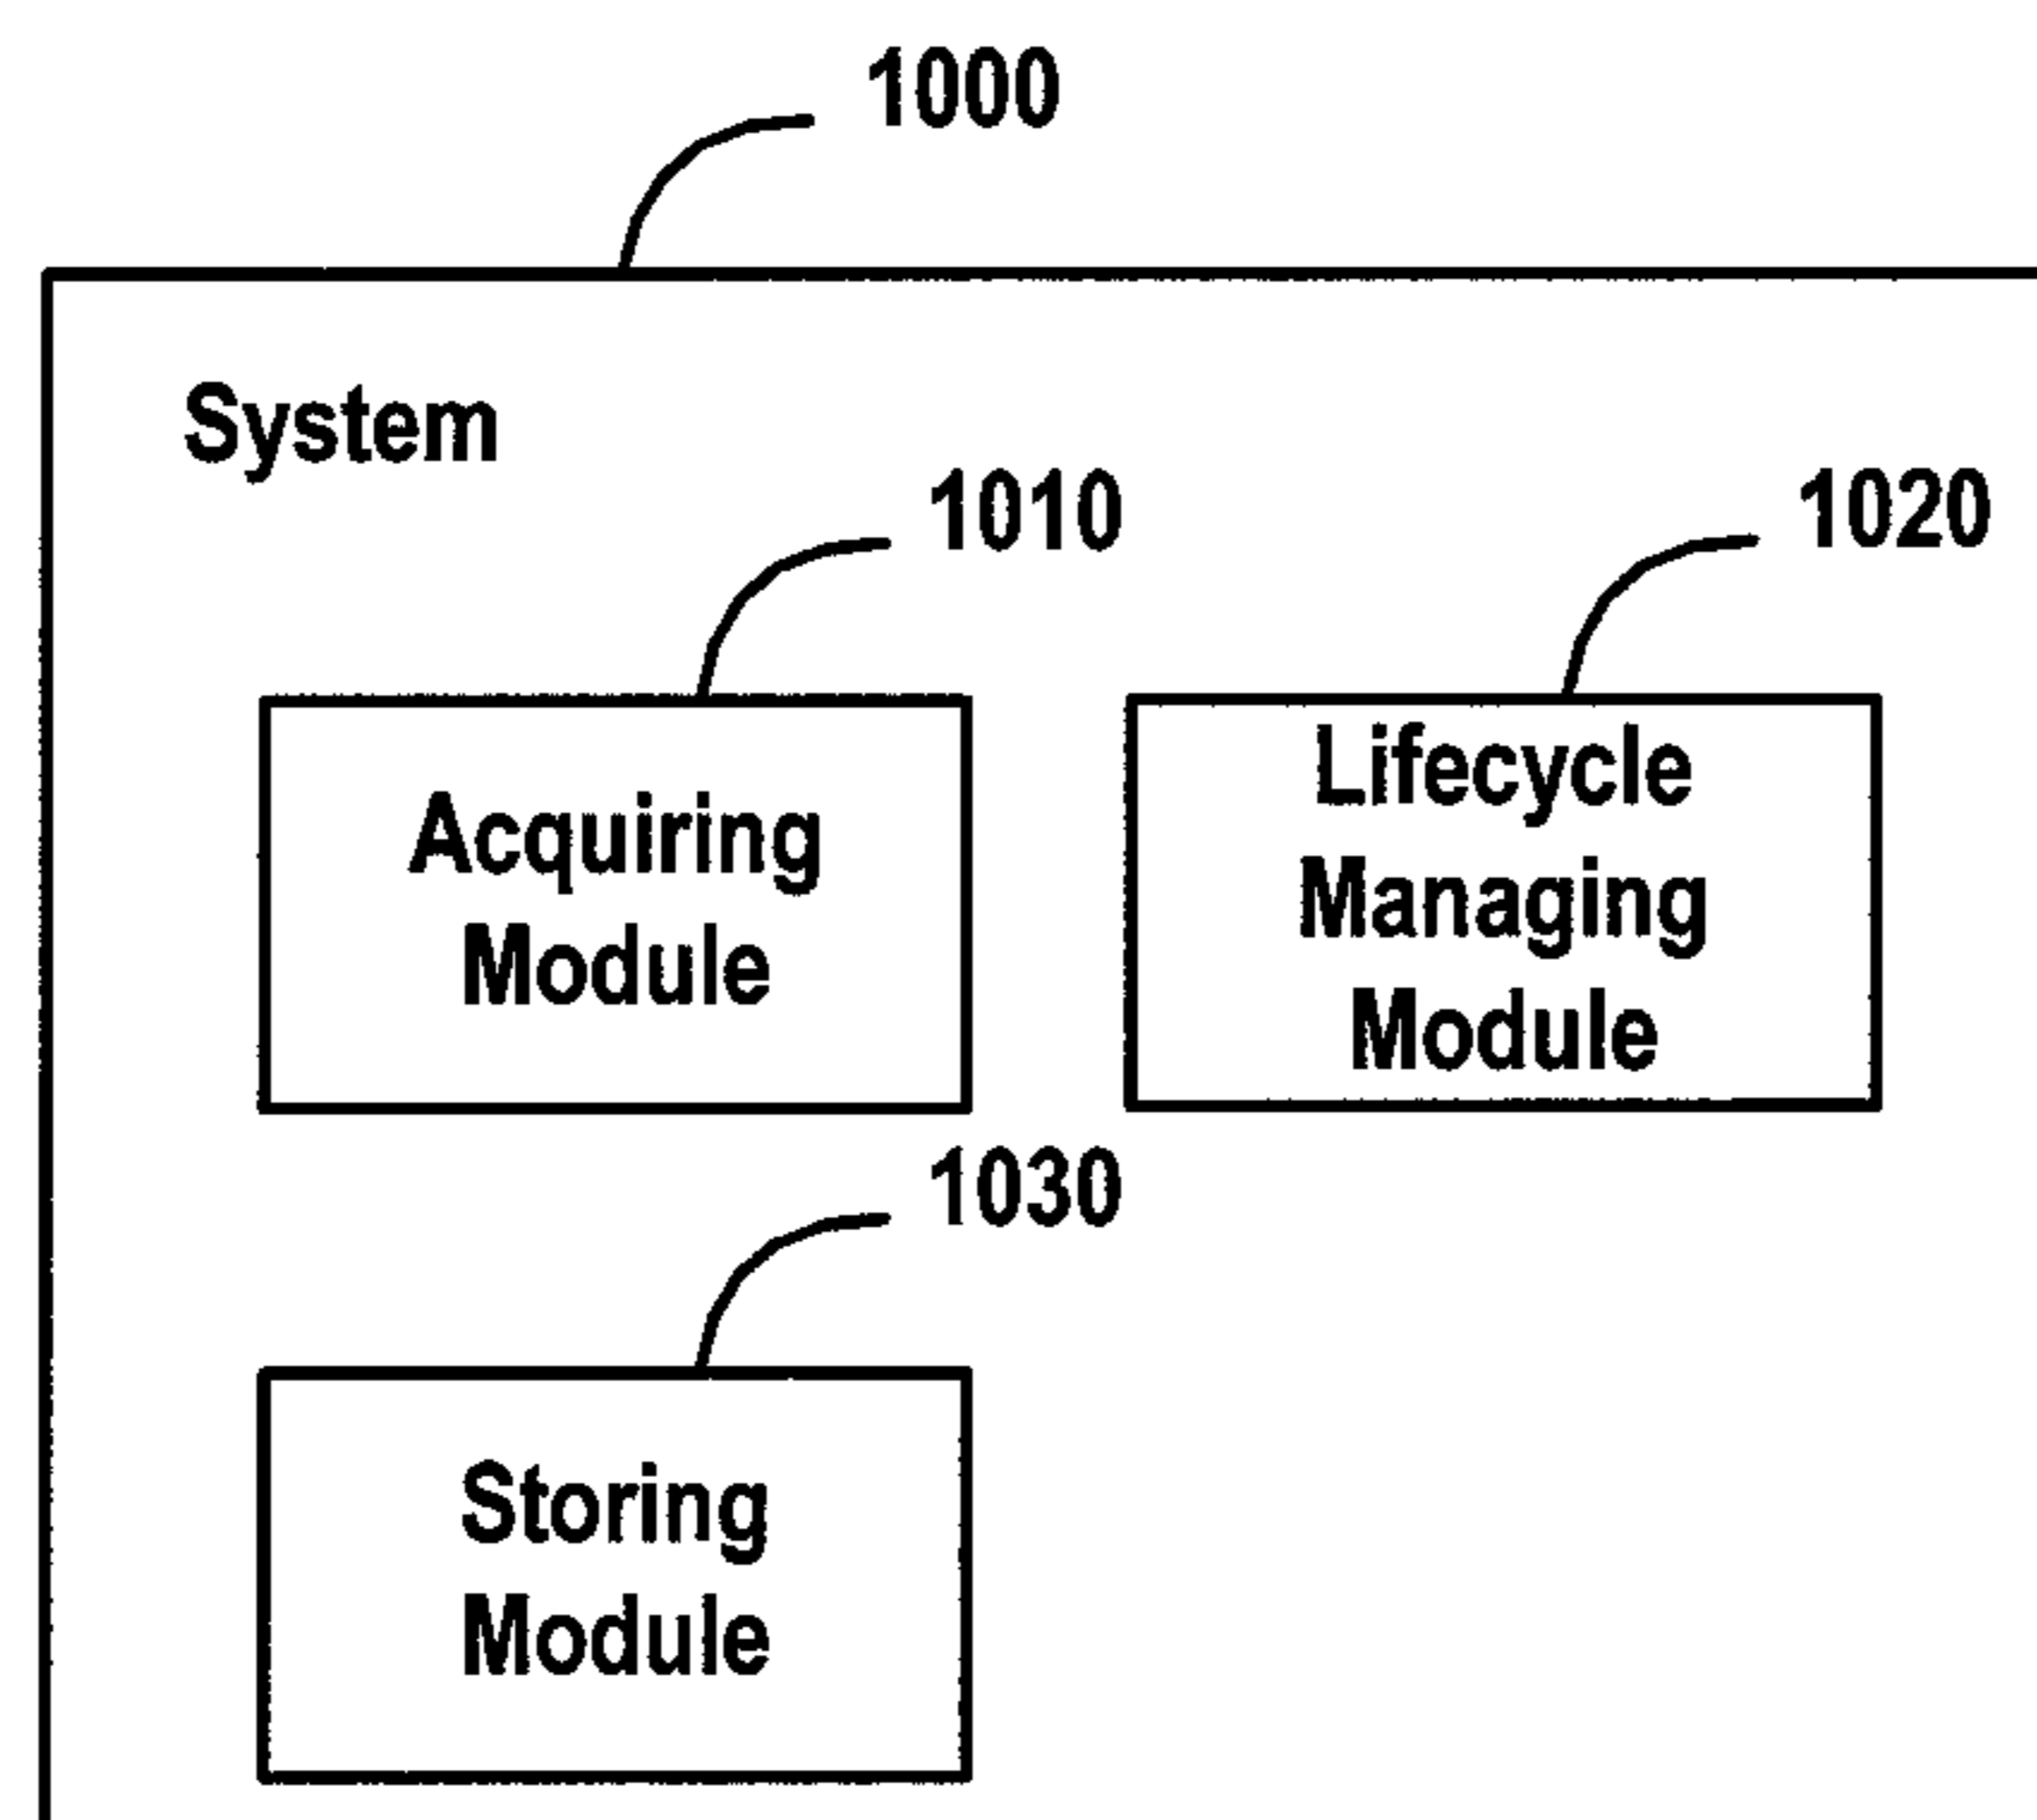 1000
System
1010
1020
Acquiring
Module
Lifecycle
Managing
Module
1030
Storing
Module